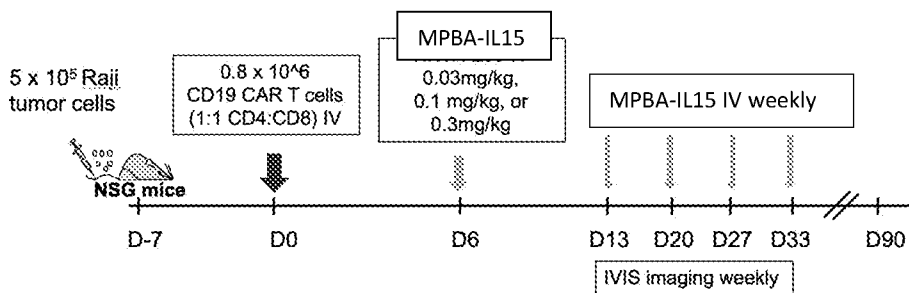 5 x 10⁵ Raji
tumor cells
NSG mice
0.8 x 10^6
CD19 CAR T cells
(1:1 CD4:CD8) IV
MPBA-IL15
0.03mg/kg,
0.1 mg/kg, or
0.3mg/kg
MPBA-IL15 IV weekly
D-7
D0
D6
D13
D20
D27
D33
D90
IVIS imaging weekly